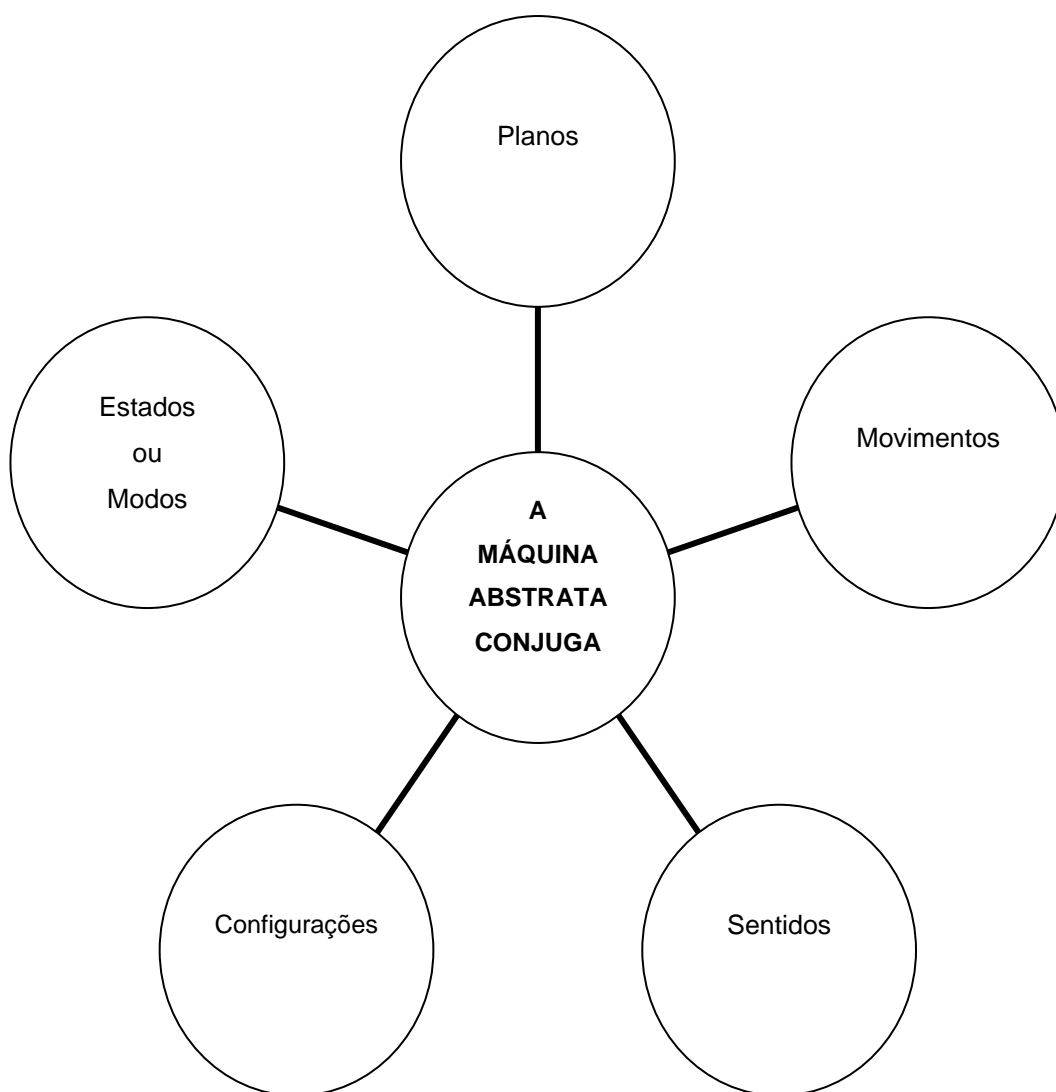 Planos
Estados
ou
Modos
Movimentos
A
MÁQUINA
ABSTRATA
CONJUGA
Configurações
Sentidos